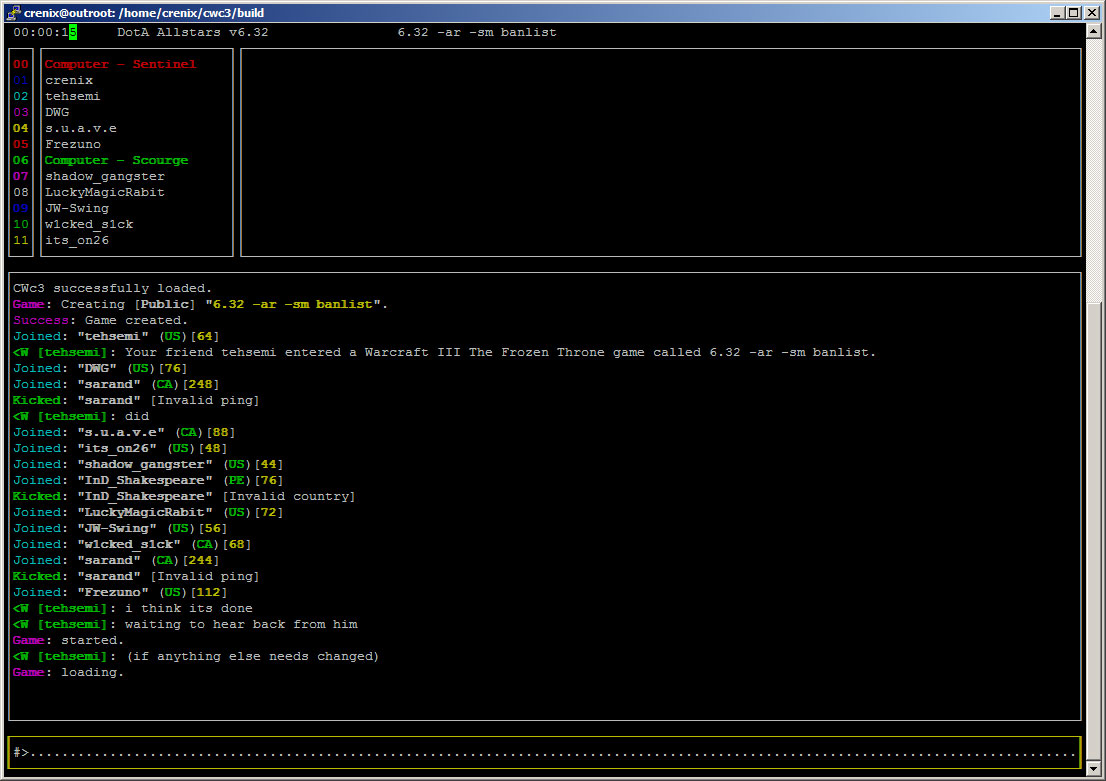 crenix@outroot: /home/crenix/cwc3/build
00:00:15 DotA Allstars v6.32 6.32 -ar -sm banlist
00 Computer - Sentinel
01 crenix
02 tehsemi
03 DWG
04 s.u.a.v.e
05 Frezuno
06 Computer - Scourge
07 shadow_gangster
08 LuckyMagicRabit
09 JW-Swing
10 w1cked_s1ck
11 its_on26
CWc3 successfully loaded.
Game: Creating [Public] "6.32 -ar -sm banlist".
Success: Game created.
Joined: "tehsemi" (US)[64]
<W [tehsemi]: Your friend tehsemi entered a Warcraft III The Frozen Throne game called 6.32 -ar -sm banlist.
Joined: "DWG" (US)[76]
Joined: "sarand" (CA)[248]
Kicked: "sarand" [Invalid ping]
<W [tehsemi]: did
Joined: "s.u.a.v.e" (CA)[88]
Joined: "its_on26" (US)[48]
Joined: "shadow_gangster" (US)[44]
Joined: "InD_Shakespeare" (PE)[76]
Kicked: "InD_Shakespeare" [Invalid country]
Joined: "LuckyMagicRabit" (US)[72]
Joined: "JW-Swing" (US)[56]
Joined: "w1cked_s1ck" (CA)[68]
Joined: "sarand" (CA)[244]
Kicked: "sarand" [Invalid ping]
Joined: "Frezuno" (US)[112]
<W [tehsemi]: i think its done
<W [tehsemi]: waiting to hear back from him
Game: started.
<W [tehsemi]: (if anything else needs changed)
Game: loading.
#>...................................................................................................................................